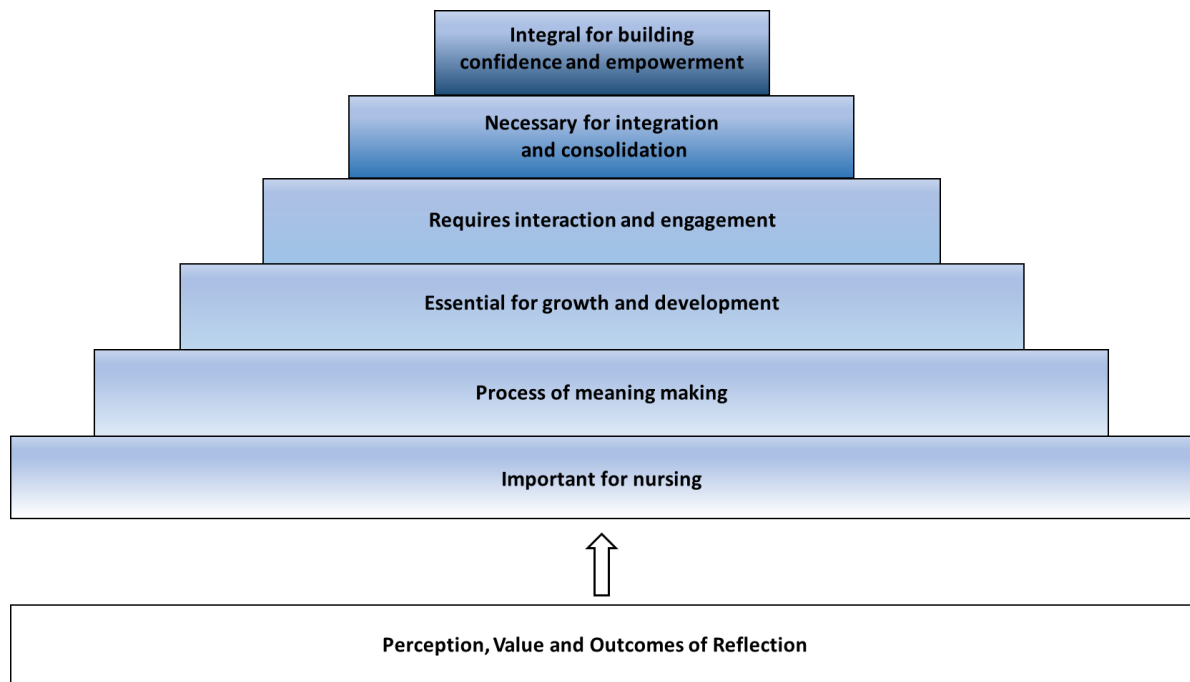 Integral for building
confidence and empowerment
Necessary for integration
and consolidation
Requires interaction and engagement
Essential for growth and development
Process of meaning making
Important for nursing
Perception, Value and Outcomes of Reflection